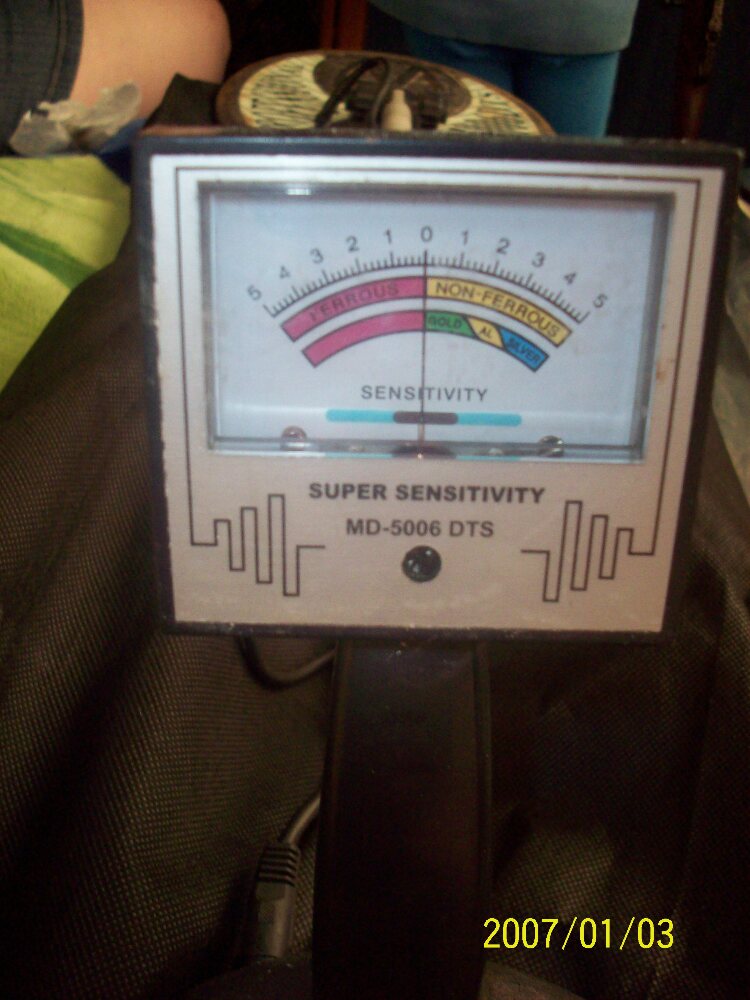 5 4 3 2 1 0 1 2 3 4 5
FERROUS NON-FERROUS
GOLD AL SILVER
SENSITIVITY
SUPER SENSITIVITY
MD-5006 DTS
2007/01/03